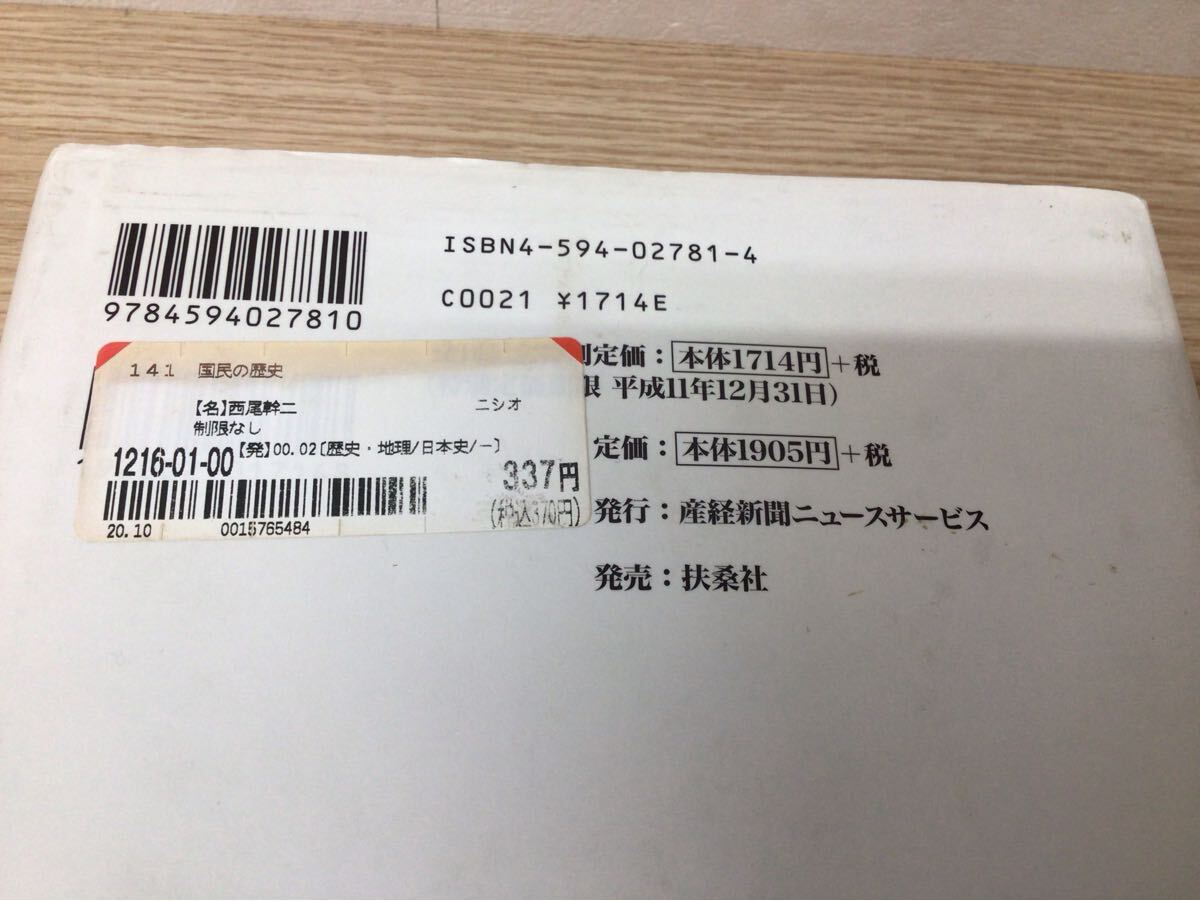 ISBN4-594-02781-4
C0021 ¥1714E
9784594027810
定価：本体1714円+税
限 平成11年12月31日)
定価：本体1905円+税
発行：産経新聞ニュースサービス
発売：扶桑社
141 国民の歴史
【名】西尾幹二 ニシオ
制限なし
1216-01-00 【発】00.02[歴史・地理/日本史/-]
337円
(税込370円)
20.10 0015765484